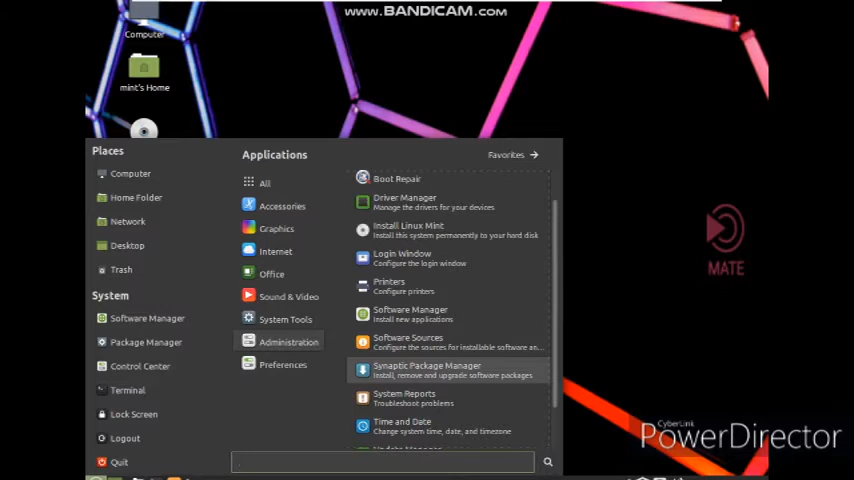 www.BANDICAM.com
Computer
mint's Home
Places
Computer
Home Folder
Network
Desktop
Trash
System
Software Manager
Package Manager
Control Center
Terminal
Lock Screen
Logout
Quit
Applications
Favorites
All
Accessories
Graphics
Internet
Office
Sound & Video
System Tools
Administration
Preferences
Boot Repair
Driver Manager
Manage the drivers for your devices
Install Linux Mint
Install this system permanently to your hard disk
Login Window
Configure the login window
Printers
Configure printers
Software Manager
Install new applications
Software Sources
Configure the sources for installable software an...
Synaptic Package Manager
Install, remove and upgrade software packages
System Reports
Troubleshoot problems
Time and Date
Change system time, date, and timezone
MATE
CyberLink
PowerDirector